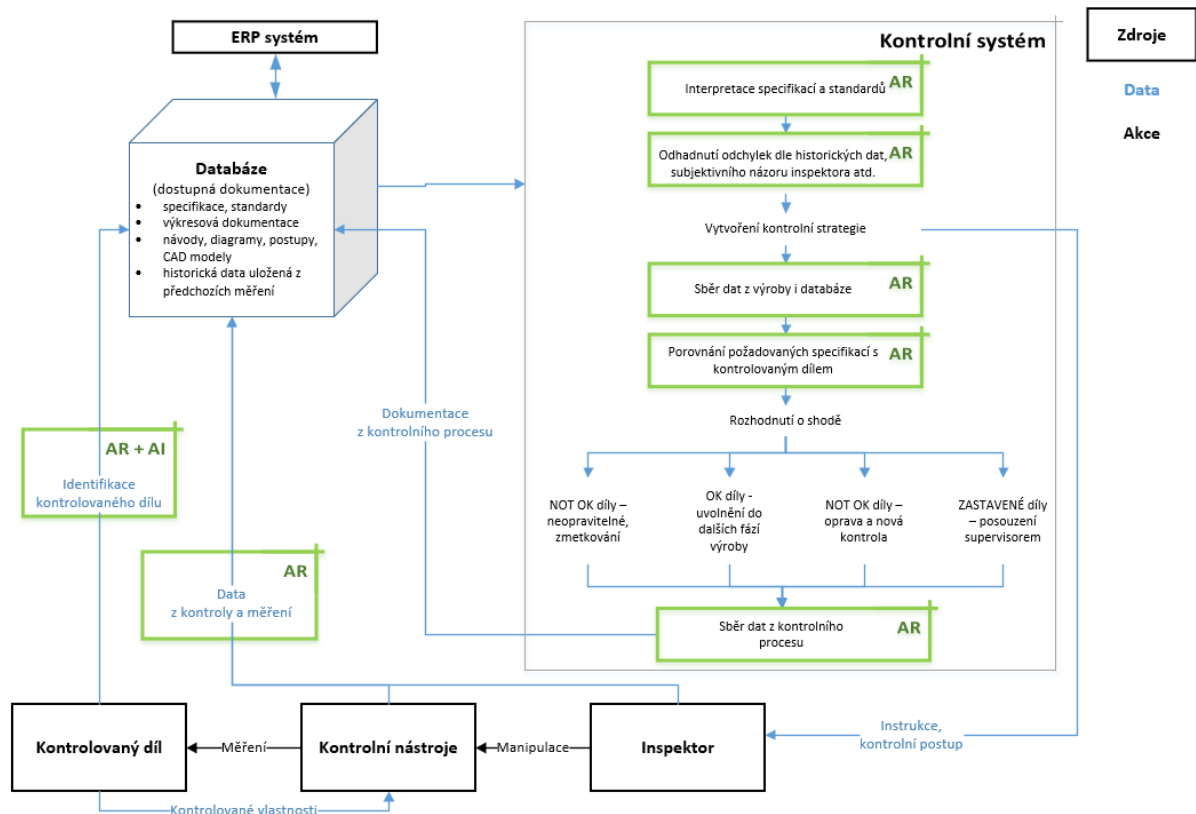 ERP systém
Kontrolní systém
Zdroje
Data
Akce
Databáze
(dostupná dokumentace)
• specifikace, standardy
• výkresová dokumentace
• návody, diagramy, postupy,
CAD modely
• historická data uložená z
předchozích měření
Interpretace specifikací a standardů
AR
Odhadnutí odchylek dle historických dat,
subjektivního názoru inspektora atd.
AR
Vytvoření kontrolní strategie
Sběr dat z výroby i databáze
AR
Porovnání požadovaných specifikací s
kontrolovaným dílem
AR
Rozhodnutí o shodě
NOT OK díly –
neopravitelné,
zmetkování
OK díly -
uvolnění do
dalších fází
výroby
NOT OK díly –
oprava a nová
kontrola
ZASTAVENÉ díly
– posouzení
supervisorem
Sběr dat z kontrolního
procesu
AR
Dokumentace
z kontrolního procesu
AR + AI
Identifikace
kontrolovaného dílu
AR
Data
z kontroly a měření
Kontrolovaný díl
Měření
Kontrolní nástroje
Manipulace
Inspektor
Instrukce,
kontrolní postup
Kontrolované vlastnosti